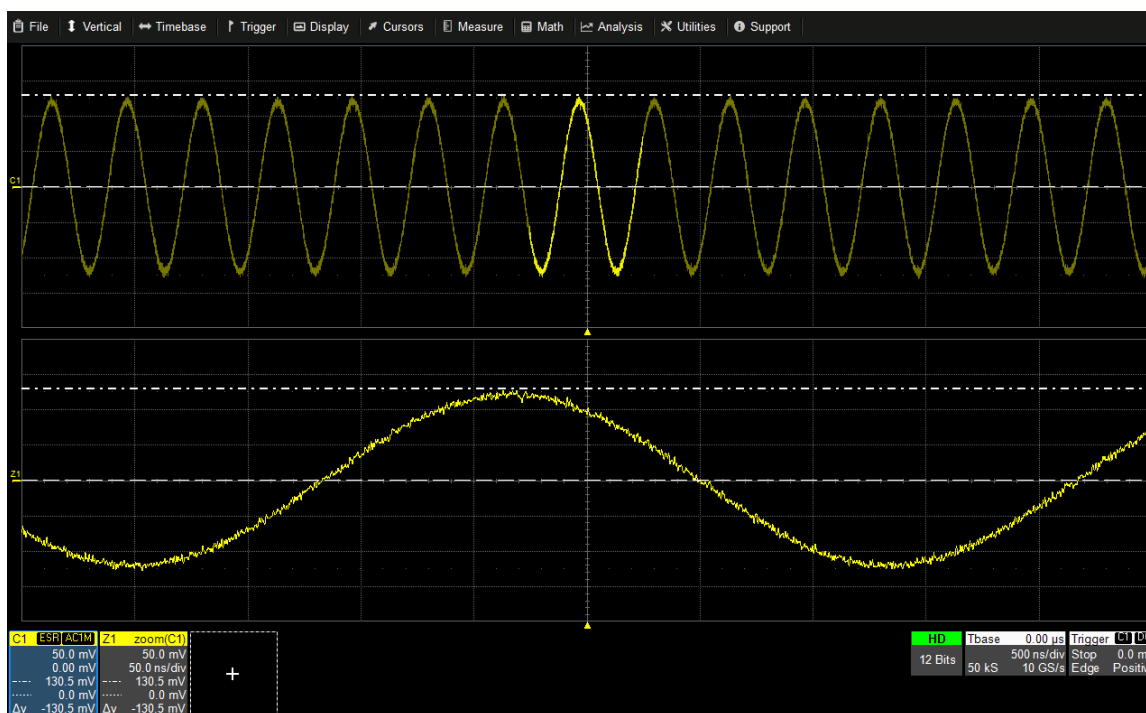 File Vertical Timebase Trigger Display Cursors Measure Math Analysis Utilities Support
C1
Z1
C1 ESR AC1M
50.0 mV
0.00 mV
130.5 mV
0.0 mV
Δy -130.5 mV
Z1 zoom(C1)
50.0 mV
50.0 ns/div
130.5 mV
0.0 mV
Δy -130.5 mV
+
HD
12 Bits
Tbase 0.00 µs
500 ns/div
50 kS 10 GS/s
Trigger C1 D
Stop 0.0 m
Edge Positiv